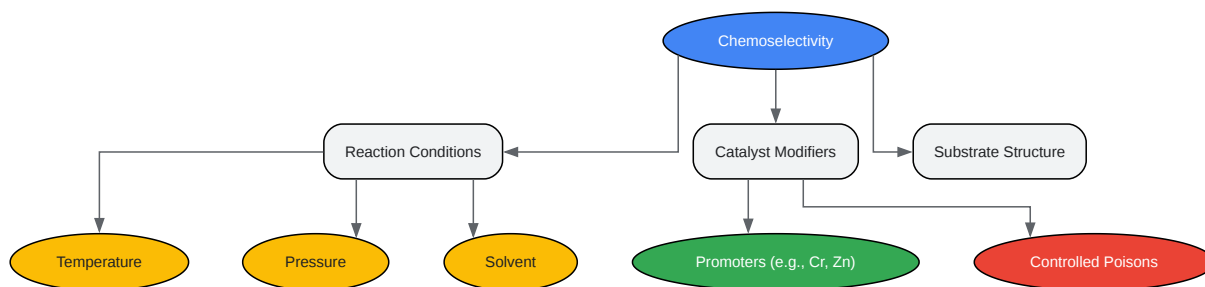 Chemoselectivity
Reaction Conditions
Catalyst Modifiers
Substrate Structure
Temperature
Pressure
Solvent
Promoters (e.g., Cr, Zn)
Controlled Poisons